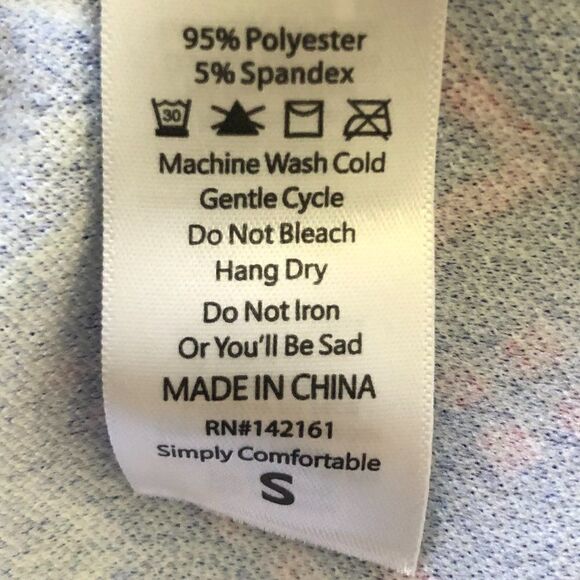 95% Polyester
5% Spandex
30
Machine Wash Cold
Gentle Cycle
Do Not Bleach
Hang Dry
Do Not Iron
Or You'll Be Sad
MADE IN CHINA
RN#142161
Simply Comfortable
S